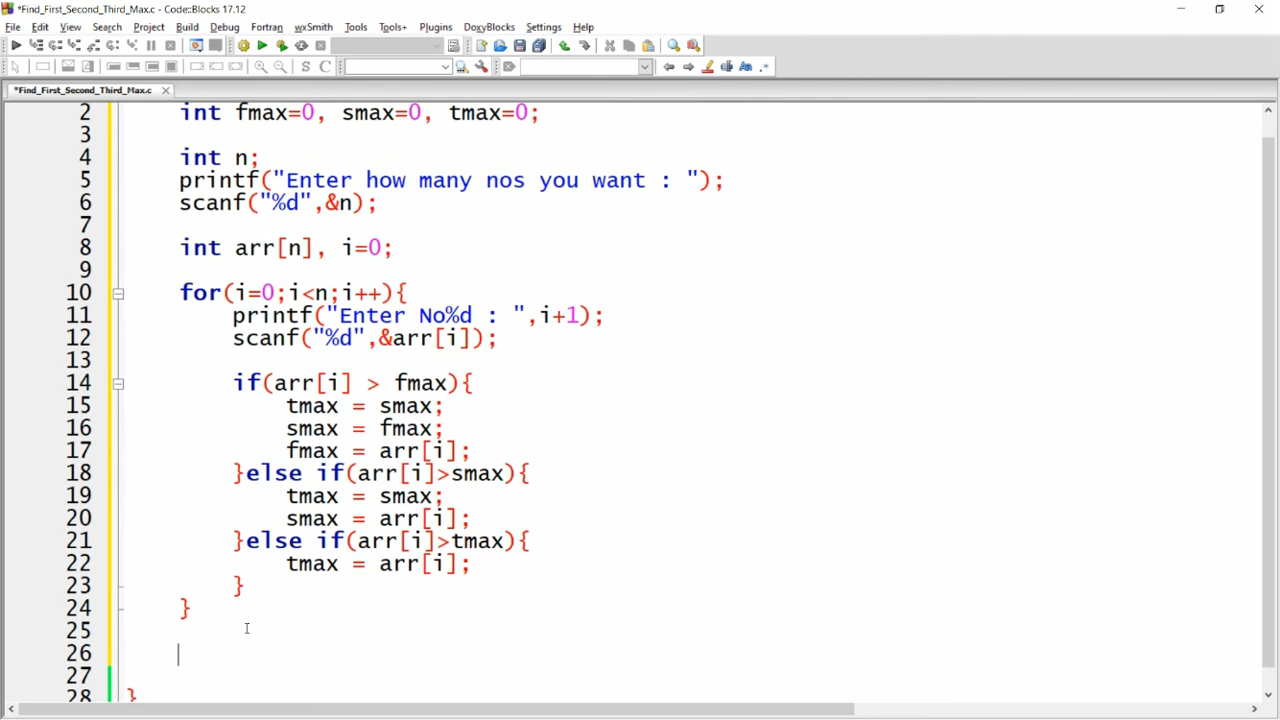 *Find_First_Second_Third_Max.c - Code::Blocks 17.12
File Edit View Search Project Build Debug Fortran wxSmith Tools Tools+ Plugins DoxyBlocks Settings Help
*Find_First_Second_Third_Max.c
2 int fmax=0, smax=0, tmax=0;
3
4 int n;
5 printf("Enter how many nos you want : ");
6 scanf("%d",&n);
7
8 int arr[n], i=0;
9
10 for(i=0;i<n;i++){
11 printf("Enter No%d : ",i+1);
12 scanf("%d",&arr[i]);
13
14 if(arr[i] > fmax){
15 tmax = smax;
16 smax = fmax;
17 fmax = arr[i];
18 }else if(arr[i]>smax){
19 tmax = smax;
20 smax = arr[i];
21 }else if(arr[i]>tmax){
22 tmax = arr[i];
23 }
24 }
25
26
27
28 }